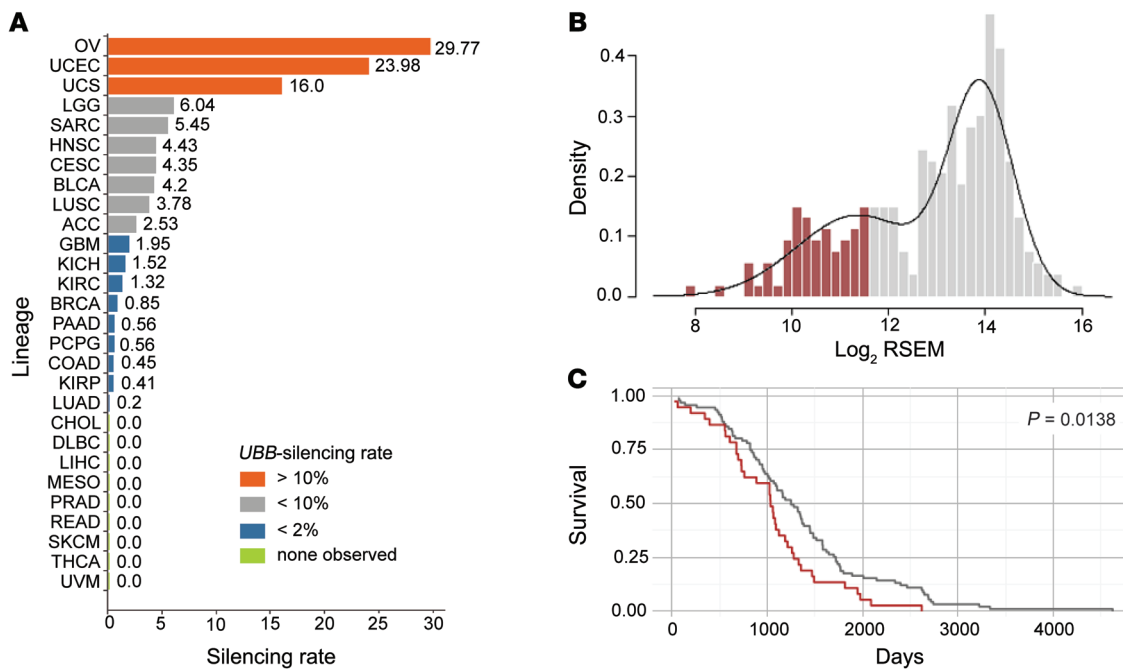 A
OV 29.77
UCEC 23.98
UCS 16.0
LGG 6.04
SARC 5.45
HNSC 4.43
CESC 4.35
BLCA 4.2
LUSC 3.78
ACC 2.53
GBM 1.95
KICH 1.52
KIRC 1.32
BRCA 0.85
PAAD 0.56
PCPG 0.56
COAD 0.45
KIRP 0.41
LUAD 0.2
CHOL 0.0
DLBC 0.0
LIHC 0.0
MESO 0.0
PRAD 0.0
READ 0.0
SKCM 0.0
THCA 0.0
UVM 0.0
Lineage
0 5 10 15 20 25 30
Silencing rate
UBB-silencing rate
> 10%
< 10%
< 2%
none observed
B
0.4
0.3
0.2
0.1
0.0
Density
8 10 12 14 16
Log2 RSEM
C
1.00
0.75
0.50
0.25
0.00
Survival
P = 0.0138
0 1000 2000 3000 4000
Days